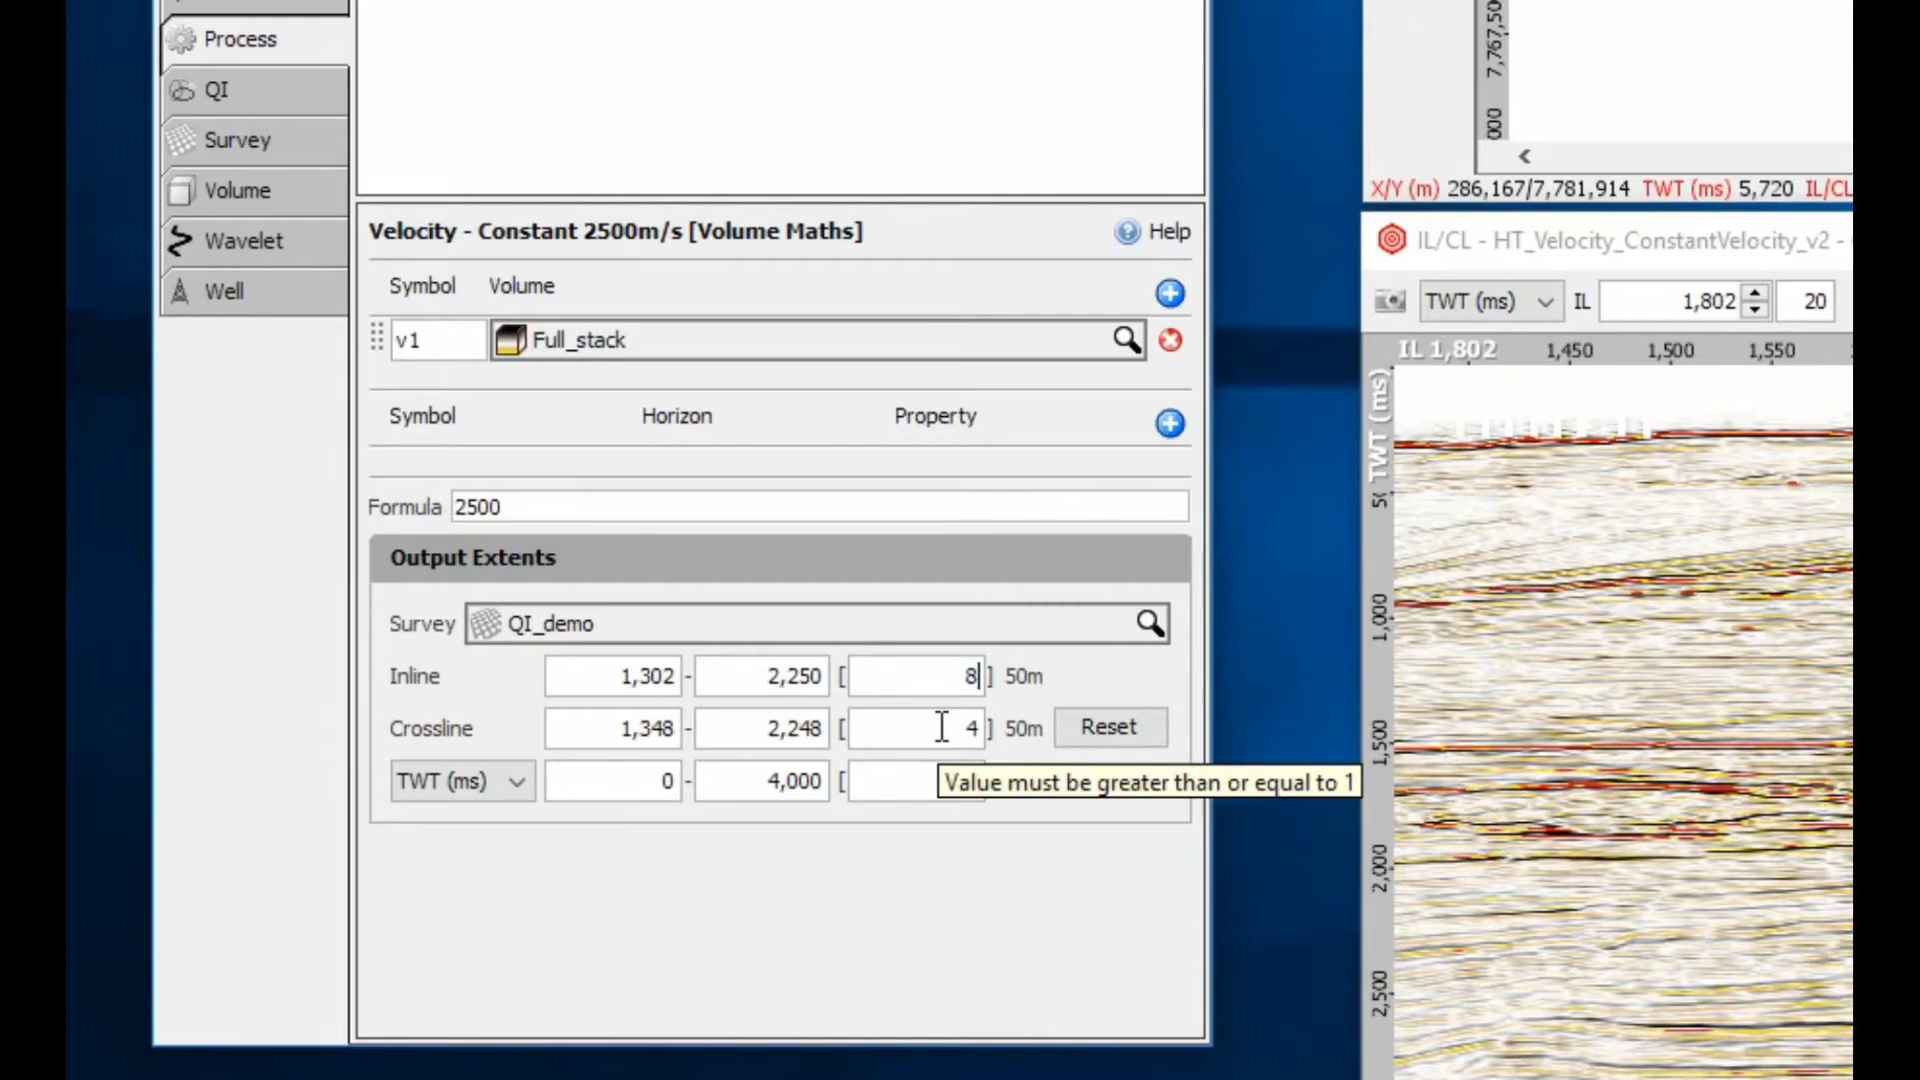 Process
QI
Survey
Volume
Wavelet
Well
Velocity - Constant 2500m/s [Volume Maths]
Help
Symbol Volume
v1 Full_stack
Symbol Horizon Property
Formula 2500
Output Extents
Survey QI_demo
Inline 1,302 - 2,250 [ 8 ] 50m
Crossline 1,348 - 2,248 [ 4 ] 50m Reset
TWT (ms) 0 - 4,000 [
Value must be greater than or equal to 1
7,767,50
000
X/Y (m) 286,167/7,781,914 TWT (ms) 5,720 IL/CL
IL/CL - HT_Velocity_ConstantVelocity_v2 -
TWT (ms) IL 1,802 20
IL 1,802 1,450 1,500 1,550
TWT (ms)
1,000
1,500
2,000
2,500